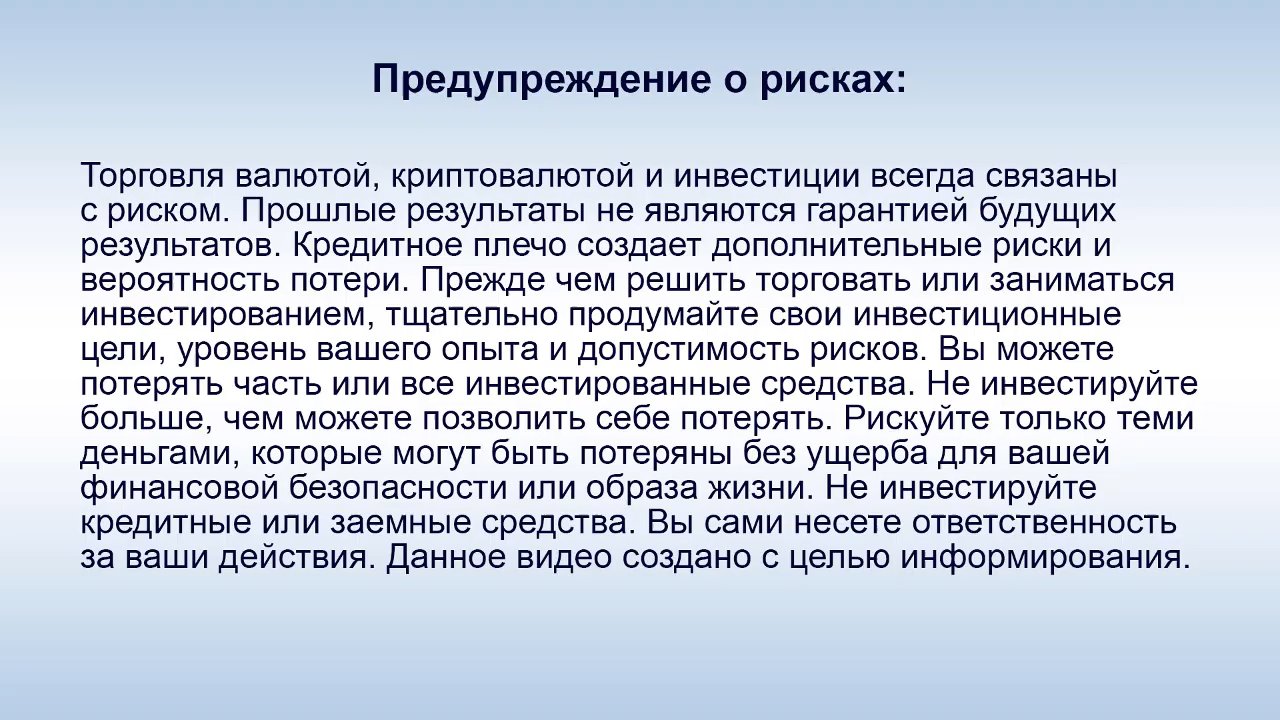 Предупреждение о рисках:
Торговля валютой, криптовалютой и инвестиции всегда связаны
с риском. Прошлые результаты не являются гарантией будущих
результатов. Кредитное плечо создает дополнительные риски и
вероятность потери. Прежде чем решить торговать или заниматься
инвестированием, тщательно продумайте свои инвестиционные
цели, уровень вашего опыта и допустимость рисков. Вы можете
потерять часть или все инвестированные средства. Не инвестируйте
больше, чем можете позволить себе потерять. Рискуйте только теми
деньгами, которые могут быть потеряны без ущерба для вашей
финансовой безопасности или образа жизни. Не инвестируйте
кредитные или заемные средства. Вы сами несете ответственность
за ваши действия. Данное видео создано с целью информирования.